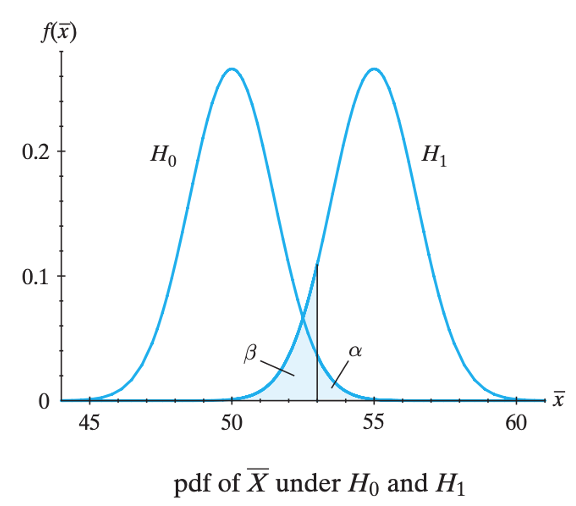 f(x̄)
0.2
H₀
H₁
0.1
β
α
0
x̄
45
50
55
60
pdf of X̄ under H₀ and H₁